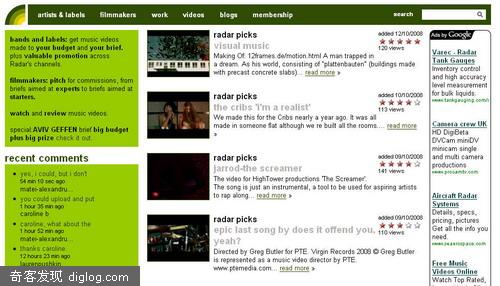 artists & labels filmmakers work videos blogs membership search
bands and labels: get music videos
made to your budget and your brief,
plus valuable promotion across
Radar's channels.
filmmakers: pitch for commissions, from
briefs aimed at experts to briefs aimed at
starters.
watch and review music videos.
special AVIV GEFFEN brief big budget
plus big prize check it out.
recent comments
yes, i could, but i don't
54 min 10 sec ago
matei-alexandru...
you could upload and put
1 hour 35 min ago
caroline b
caroline, what about the
1 hour 52 min ago
matei-alexandru...
thanks caroline.
12 hours 23 min ago
laurenpushkin
radar picks
visual music
Making Of: 12frames.de/motion.html A man trapped in
a dream. As his world, consisting of "plattenbauten" (buildings made
with precast concrete slabs)... read more »
added 12/10/2008
120 views
radar picks
the cribs 'i'm a realist'
We made this for the Cribs nearly a year ago. It was all
made in someone flat although we re built all the rooms.... read more »
added 10/10/2008
113 views
radar picks
jarrod-the screamer
The video for HighTower productions 'The Screamer'.
The song is just an instrumental, a tool to be used for aspiring artists
to rap along... read more »
added 09/10/2008
141 views
radar picks
epic last song by does it offend you,
yeah?
Directed by Greg Butler for PTE. Virgin Records 2008 © Greg Butler
is represented as a music video director by PTE.
www.ptemedia.com... read more »
added 09/10/2008
110 views
Ads by Google
Varec - Radar
Tank Gauges
Inventory control
and high accuracy
level measurement
for bulk liquids.
www.tankgauging.com/
Camera crew UK
HD DigiBeta
DVCam miniDV
minicam single
and multi camera
productions
www.procamtv.com
Aircraft Radar
Systems
Details, specs,
pricing, pictures
Get all the info you
need.
Free Music
Videos Online
Watch Top Rated,
奇客发现 diglog.com